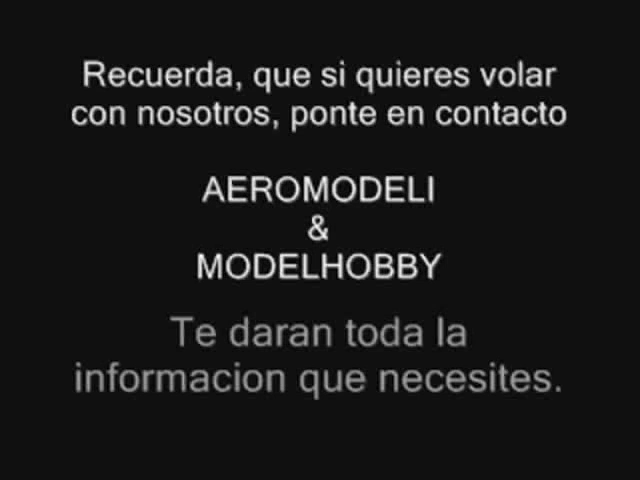 Recuerda, que si quieres volar
con nosotros, ponte en contacto
AEROMODELI
&
MODELHOBBY
Te daran toda la
informacion que necesites.